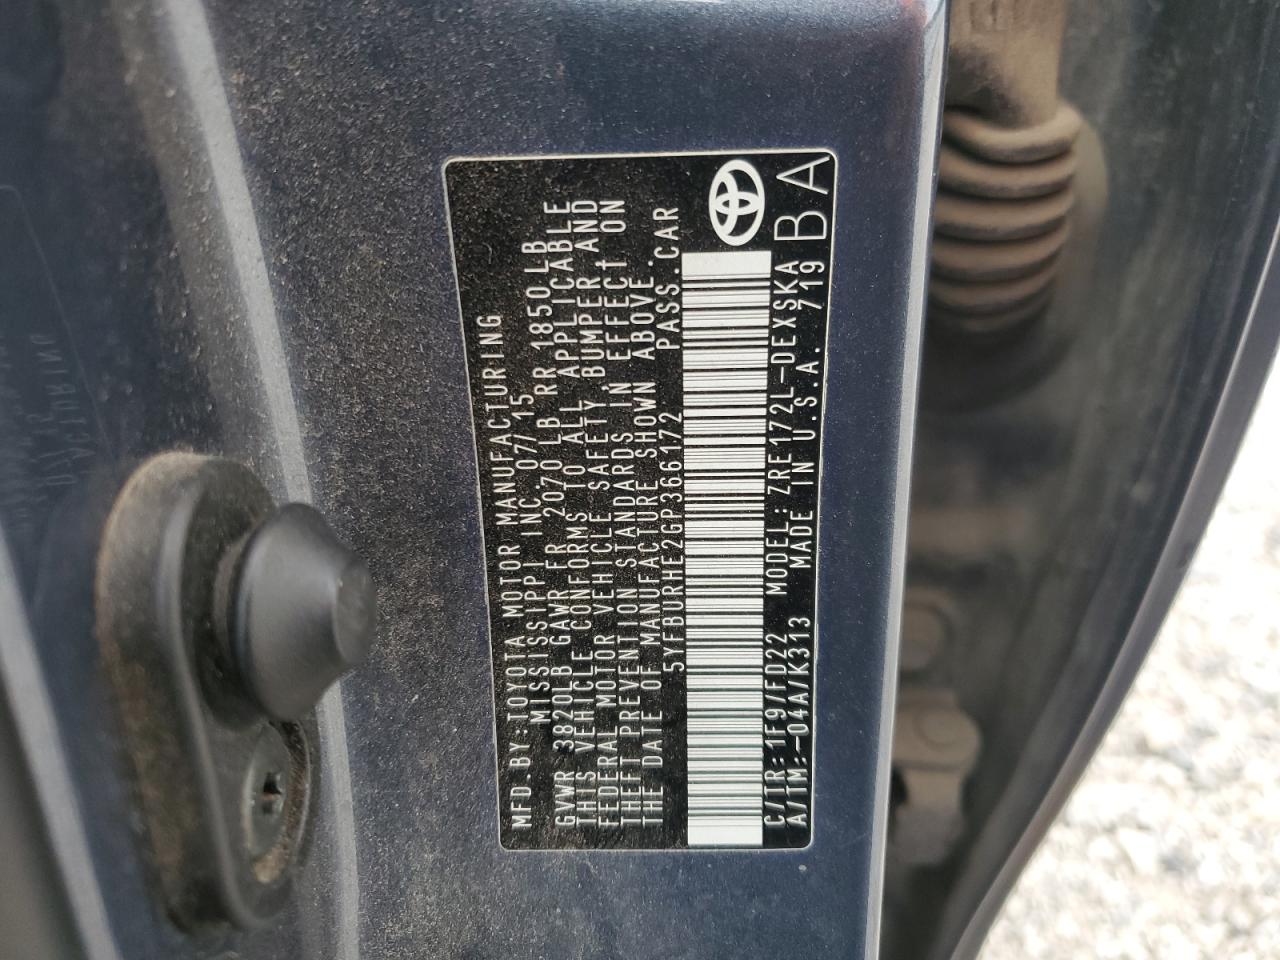 MFD.BY:TOYOTA MOTOR MANUFACTURING
MISSISSIPPI INC. 07/15
GVWR 3820LB GAWR FR 2070 LB RR 1850LB
THIS VEHICLE CONFORMS TO ALL APPLICABLE
FEDERAL MOTOR VEHICLE SAFETY,BUMPER,AND
THEFT PREVENTION STANDARDS IN EFFECT ON
THE DATE OF MANUFACTURE SHOWN ABOVE.
5YFBURHE2GP366172 PASS.CAR
C/TR:1F9/FD22 MODEL:ZRE172L-DEXSKA
A/TM:-04A/K313 MADE IN U.S.A. 719
BA